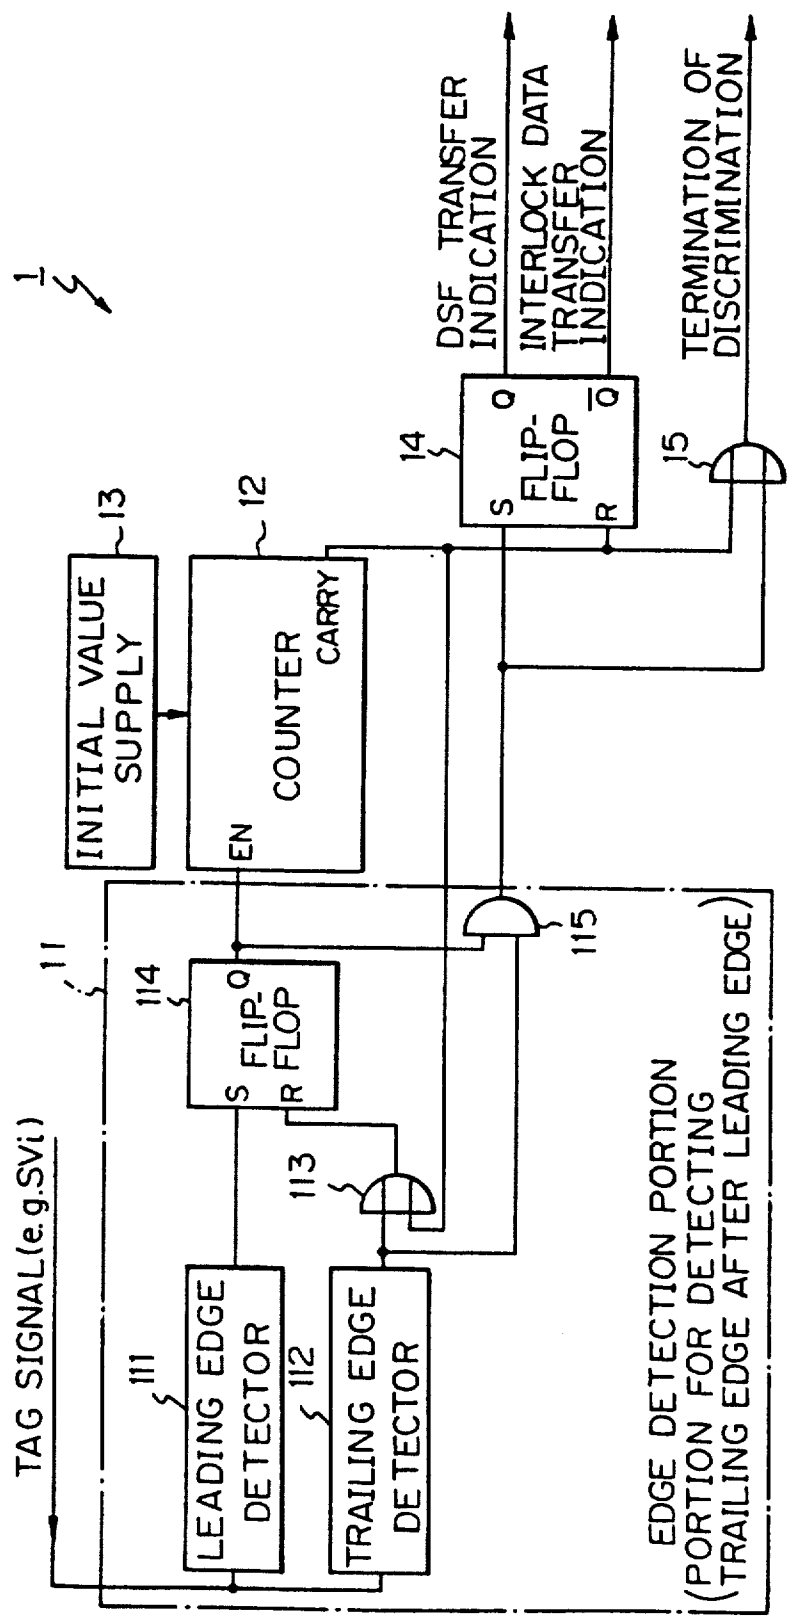 1
TAG SIGNAL(e.g.SVi)
11
111
LEADING EDGE
DETECTOR
112
TRAILING EDGE
DETECTOR
113
114
S
R
Q
FLIP-
FLOP
115
INITIAL VALUE
SUPPLY
13
12
EN
COUNTER
CARRY
14
S
R
FLIP-
FLOP
Q
Q̅
15
DSF TRANSFER
INDICATION
INTERLOCK DATA
TRANSFER
INDICATION
TERMINATION OF
DISCRIMINATION
EDGE DETECTION PORTION
(PORTION FOR DETECTING
TRAILING EDGE AFTER LEADING EDGE)